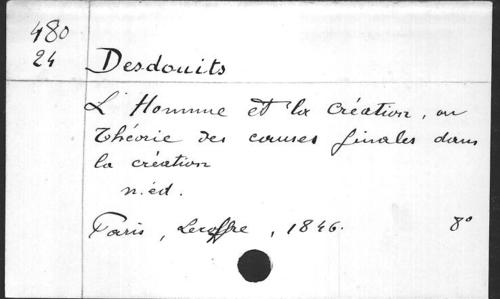 480
24
Desdouits
L'Homme et la Création, ou
Théorie des causes finales dans
la création
n. éd.
Paris, Lecoffre, 1846. 8°